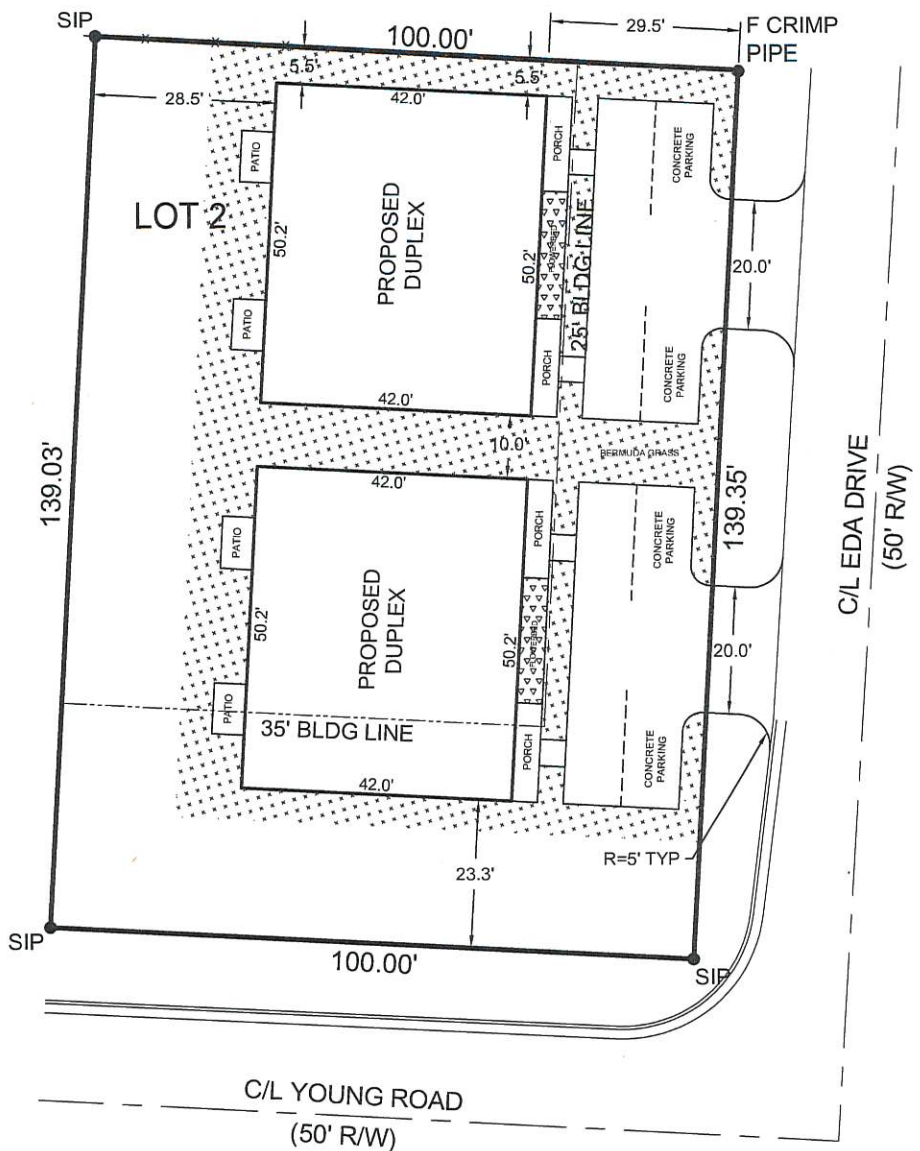 SIP
100.00'
29.5'
F CRIMP
PIPE
5.5'
5.5'
28.5'
42.0'
PATIO
PORCH
CONCRETE
PARKING
LOT 2
50.2'
PROPOSED
DUPLEX
50.2'
FLOWERBED
25' BLDG LINE
20.0'
PATIO
PORCH
CONCRETE
PARKING
42.0'
10.0'
BERMUDA GRASS
139.03'
139.35'
C/L EDA DRIVE
(50' R/W)
42.0'
PATIO
PORCH
CONCRETE
PARKING
50.2'
PROPOSED
DUPLEX
50.2'
FLOWERBED
20.0'
PATIO
35' BLDG LINE
PORCH
CONCRETE
PARKING
42.0'
23.3'
R=5' TYP
SIP
100.00'
SIP
C/L YOUNG ROAD
(50' R/W)